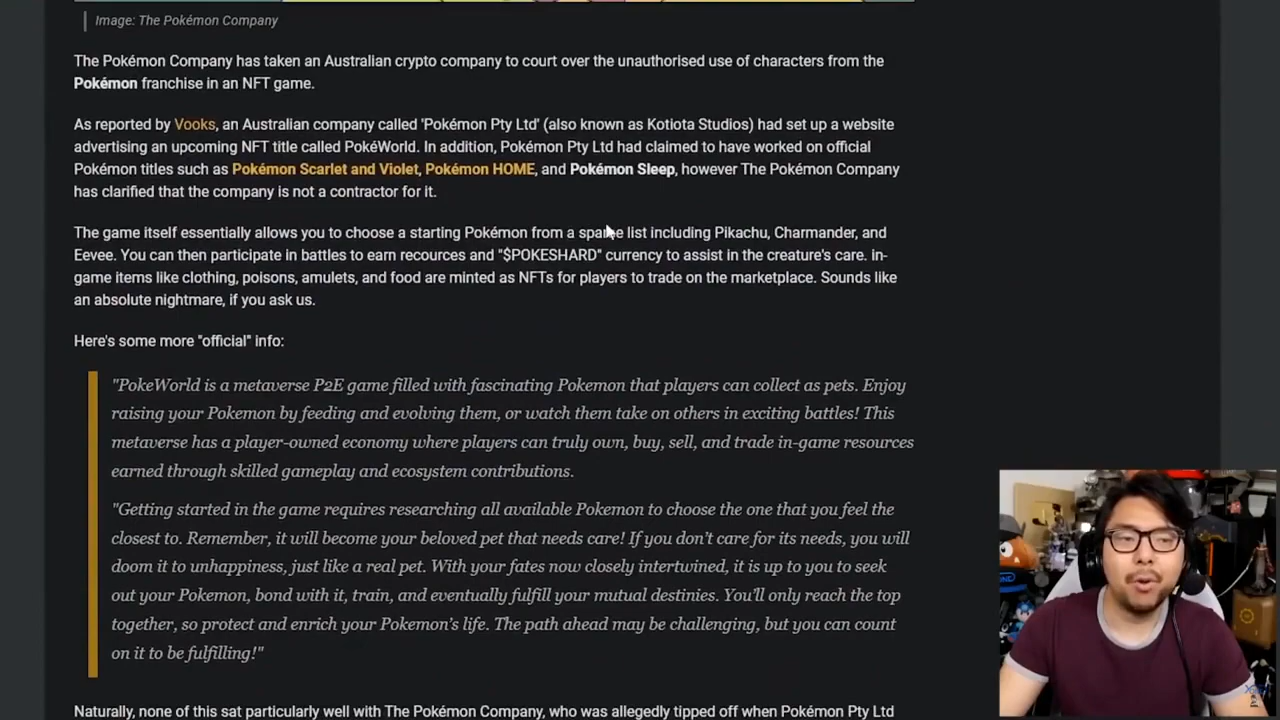 Image: The Pokémon Company
The Pokémon Company has taken an Australian crypto company to court over the unauthorised use of characters from the
Pokémon franchise in an NFT game.
As reported by Vooks, an Australian company called 'Pokémon Pty Ltd' (also known as Kotiota Studios) had set up a website
advertising an upcoming NFT title called PokéWorld. In addition, Pokémon Pty Ltd had claimed to have worked on official
Pokémon titles such as Pokémon Scarlet and Violet, Pokémon HOME, and Pokémon Sleep, however The Pokémon Company
has clarified that the company is not a contractor for it.
The game itself essentially allows you to choose a starting Pokémon from a sparse list including Pikachu, Charmander, and
Eevee. You can then participate in battles to earn recources and "$POKESHARD" currency to assist in the creature's care. In-
game items like clothing, poisons, amulets, and food are minted as NFTs for players to trade on the marketplace. Sounds like
an absolute nightmare, if you ask us.
Here's some more "official" info:
"PokeWorld is a metaverse P2E game filled with fascinating Pokemon that players can collect as pets. Enjoy
raising your Pokemon by feeding and evolving them, or watch them take on others in exciting battles! This
metaverse has a player-owned economy where players can truly own, buy, sell, and trade in-game resources
earned through skilled gameplay and ecosystem contributions.
"Getting started in the game requires researching all available Pokemon to choose the one that you feel the
closest to. Remember, it will become your beloved pet that needs care! If you don't care for its needs, you will
doom it to unhappiness, just like a real pet. With your fates now closely intertwined, it is up to you to seek
out your Pokemon, bond with it, train, and eventually fulfill your mutual destinies. You'll only reach the top
together, so protect and enrich your Pokemon's life. The path ahead may be challenging, but you can count
on it to be fulfilling!"
Naturally, none of this sat particularly well with The Pokémon Company, who was allegedly tipped off when Pokémon Pty Ltd